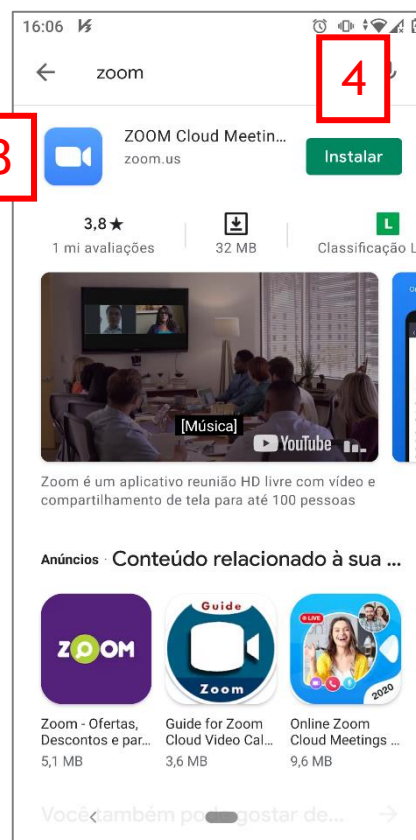 16:06
zoom
4
3
ZOOM Cloud Meetin...
zoom.us
Instalar
3,8★
1 mi avaliações
32 MB
L
Classificação L
[Música]
YouTube
Zoom é um aplicativo reunião HD livre com vídeo e
compartilhamento de tela para até 100 pessoas
Anúncios · Conteúdo relacionado à sua ...
ZOOM
Guide
Zoom
LIVE
2020
Zoom - Ofertas,
Descontos e par...
5,1 MB
Guide for Zoom
Cloud Video Cal...
3,6 MB
Online Zoom
Cloud Meetings ...
9,6 MB
Você também pode gostar de...